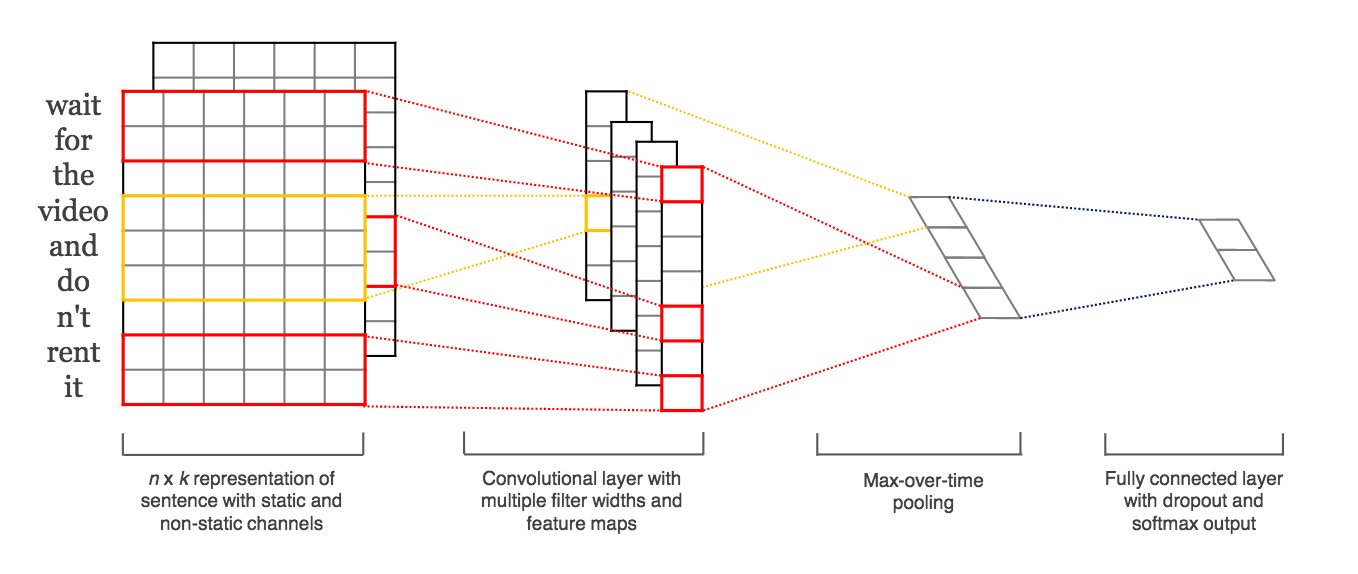 wait
for
the
video
and
do
n't
rent
it
n x k representation of
sentence with static and
non-static channels
Convolutional layer with
multiple filter widths and
feature maps
Max-over-time
pooling
Fully connected layer
with dropout and
softmax output